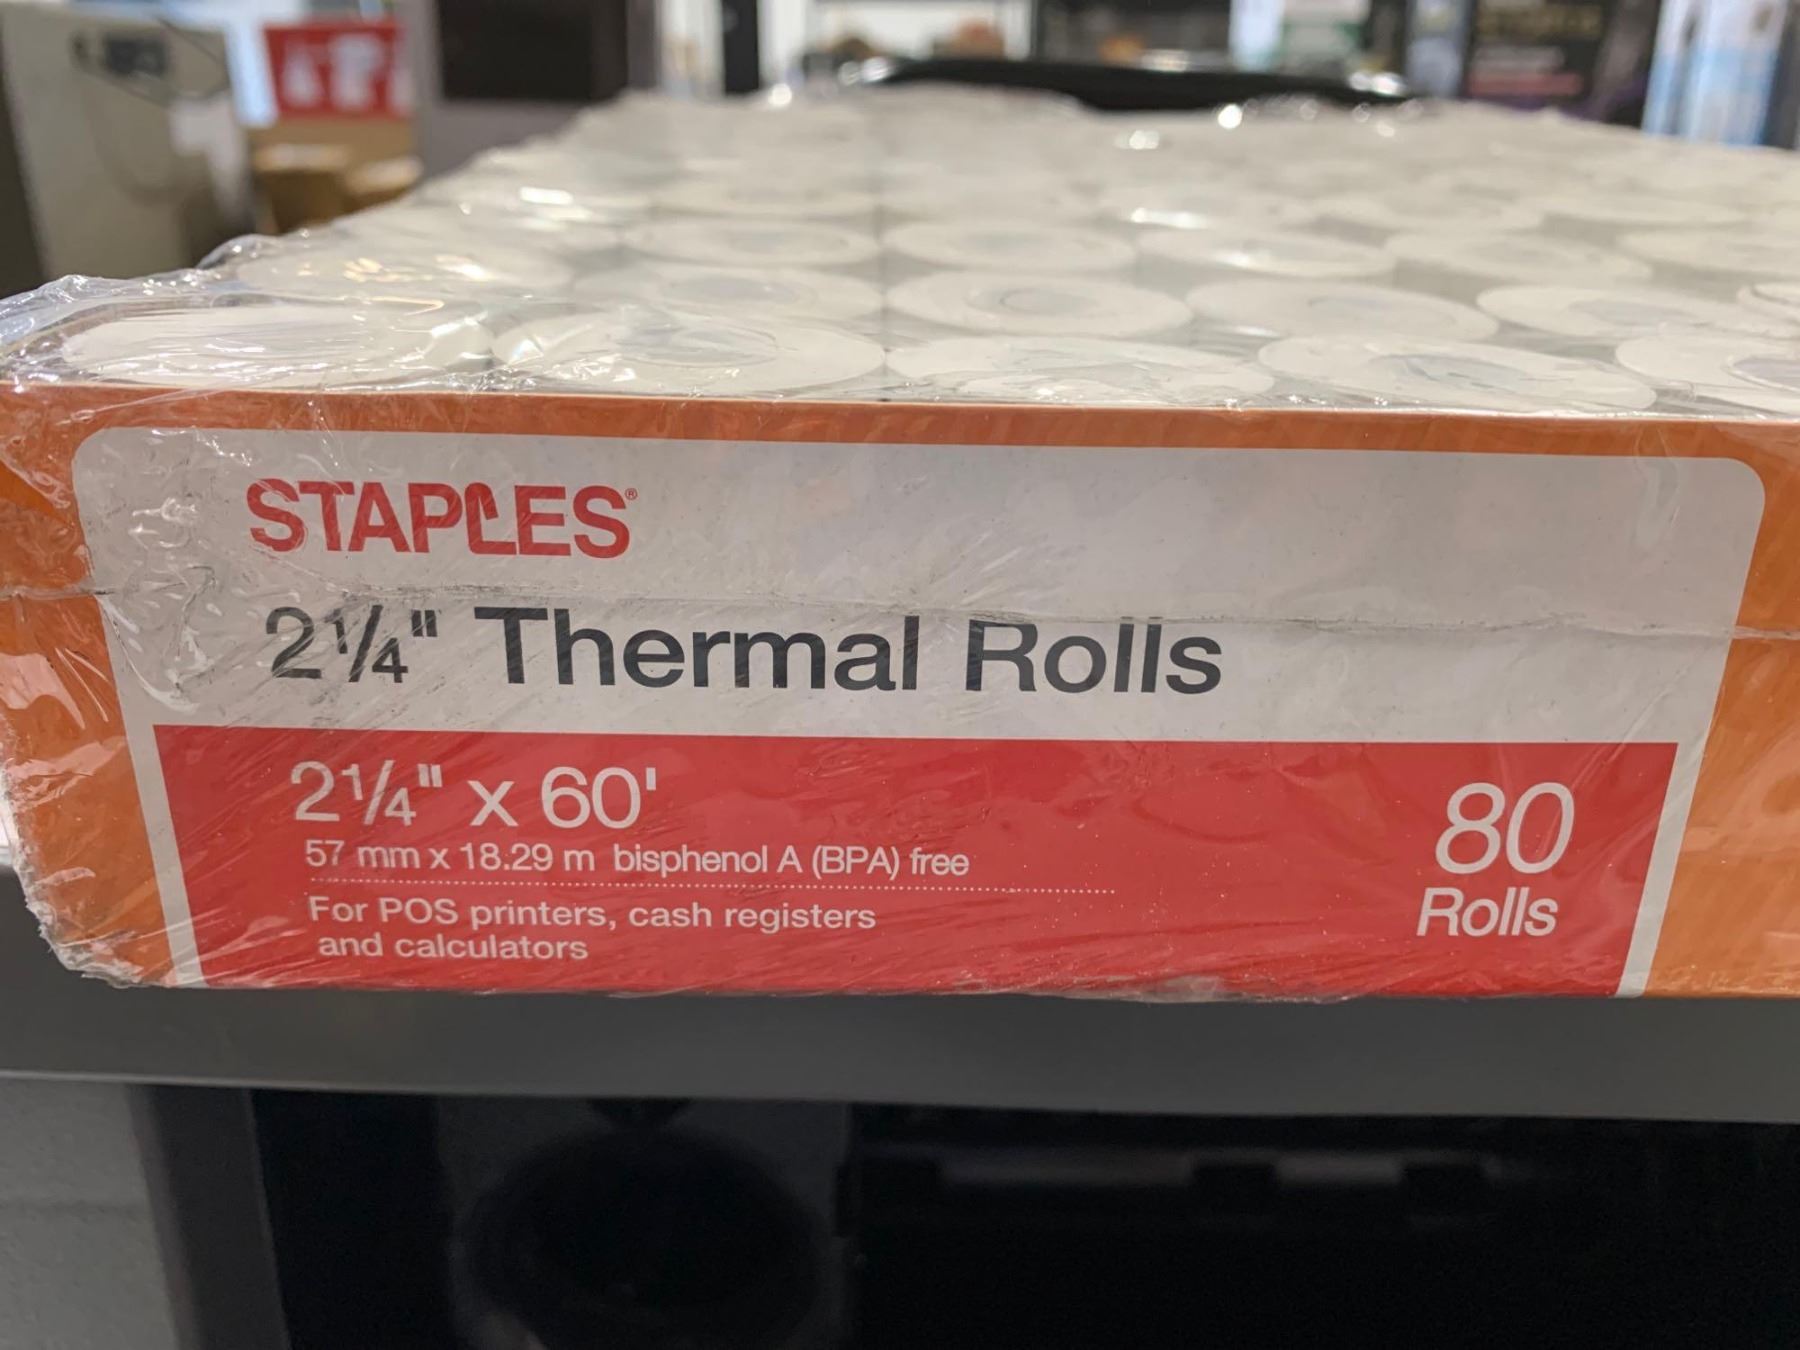 STAPLES®
2¼" Thermal Rolls
2¼" x 60'
57 mm x 18.29 m bisphenol A (BPA) free
For POS printers, cash registers
and calculators
80
Rolls